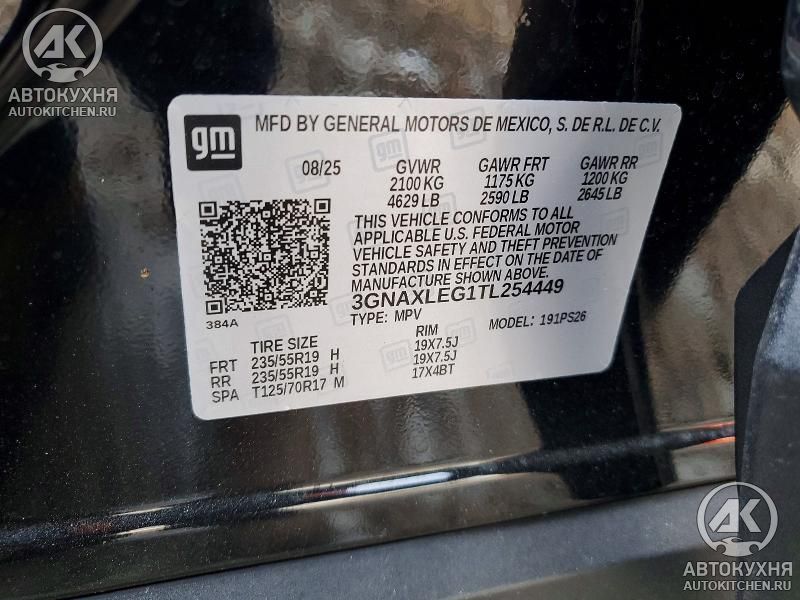 АК
АВТОКУХНЯ
AUTOKITCHEN.RU
gm
MFD BY GENERAL MOTORS DE MEXICO, S. DE R.L. DE C.V.
08/25 GVWR GAWR FRT GAWR RR
2100 KG 1175 KG 1200 KG
4629 LB 2590 LB 2645 LB
THIS VEHICLE CONFORMS TO ALL
APPLICABLE U.S. FEDERAL MOTOR
VEHICLE SAFETY AND THEFT PREVENTION
STANDARDS IN EFFECT ON THE DATE OF
MANUFACTURE SHOWN ABOVE.
3GNAXLEG1TL254449
384A
TYPE: MPV MODEL: 191PS26
TIRE SIZE RIM
FRT 235/55R19 H 19X7.5J
RR 235/55R19 H 19X7.5J
SPA T125/70R17 M 17X4BT
АК
АВТОКУХНЯ
AUTOKITCHEN.RU